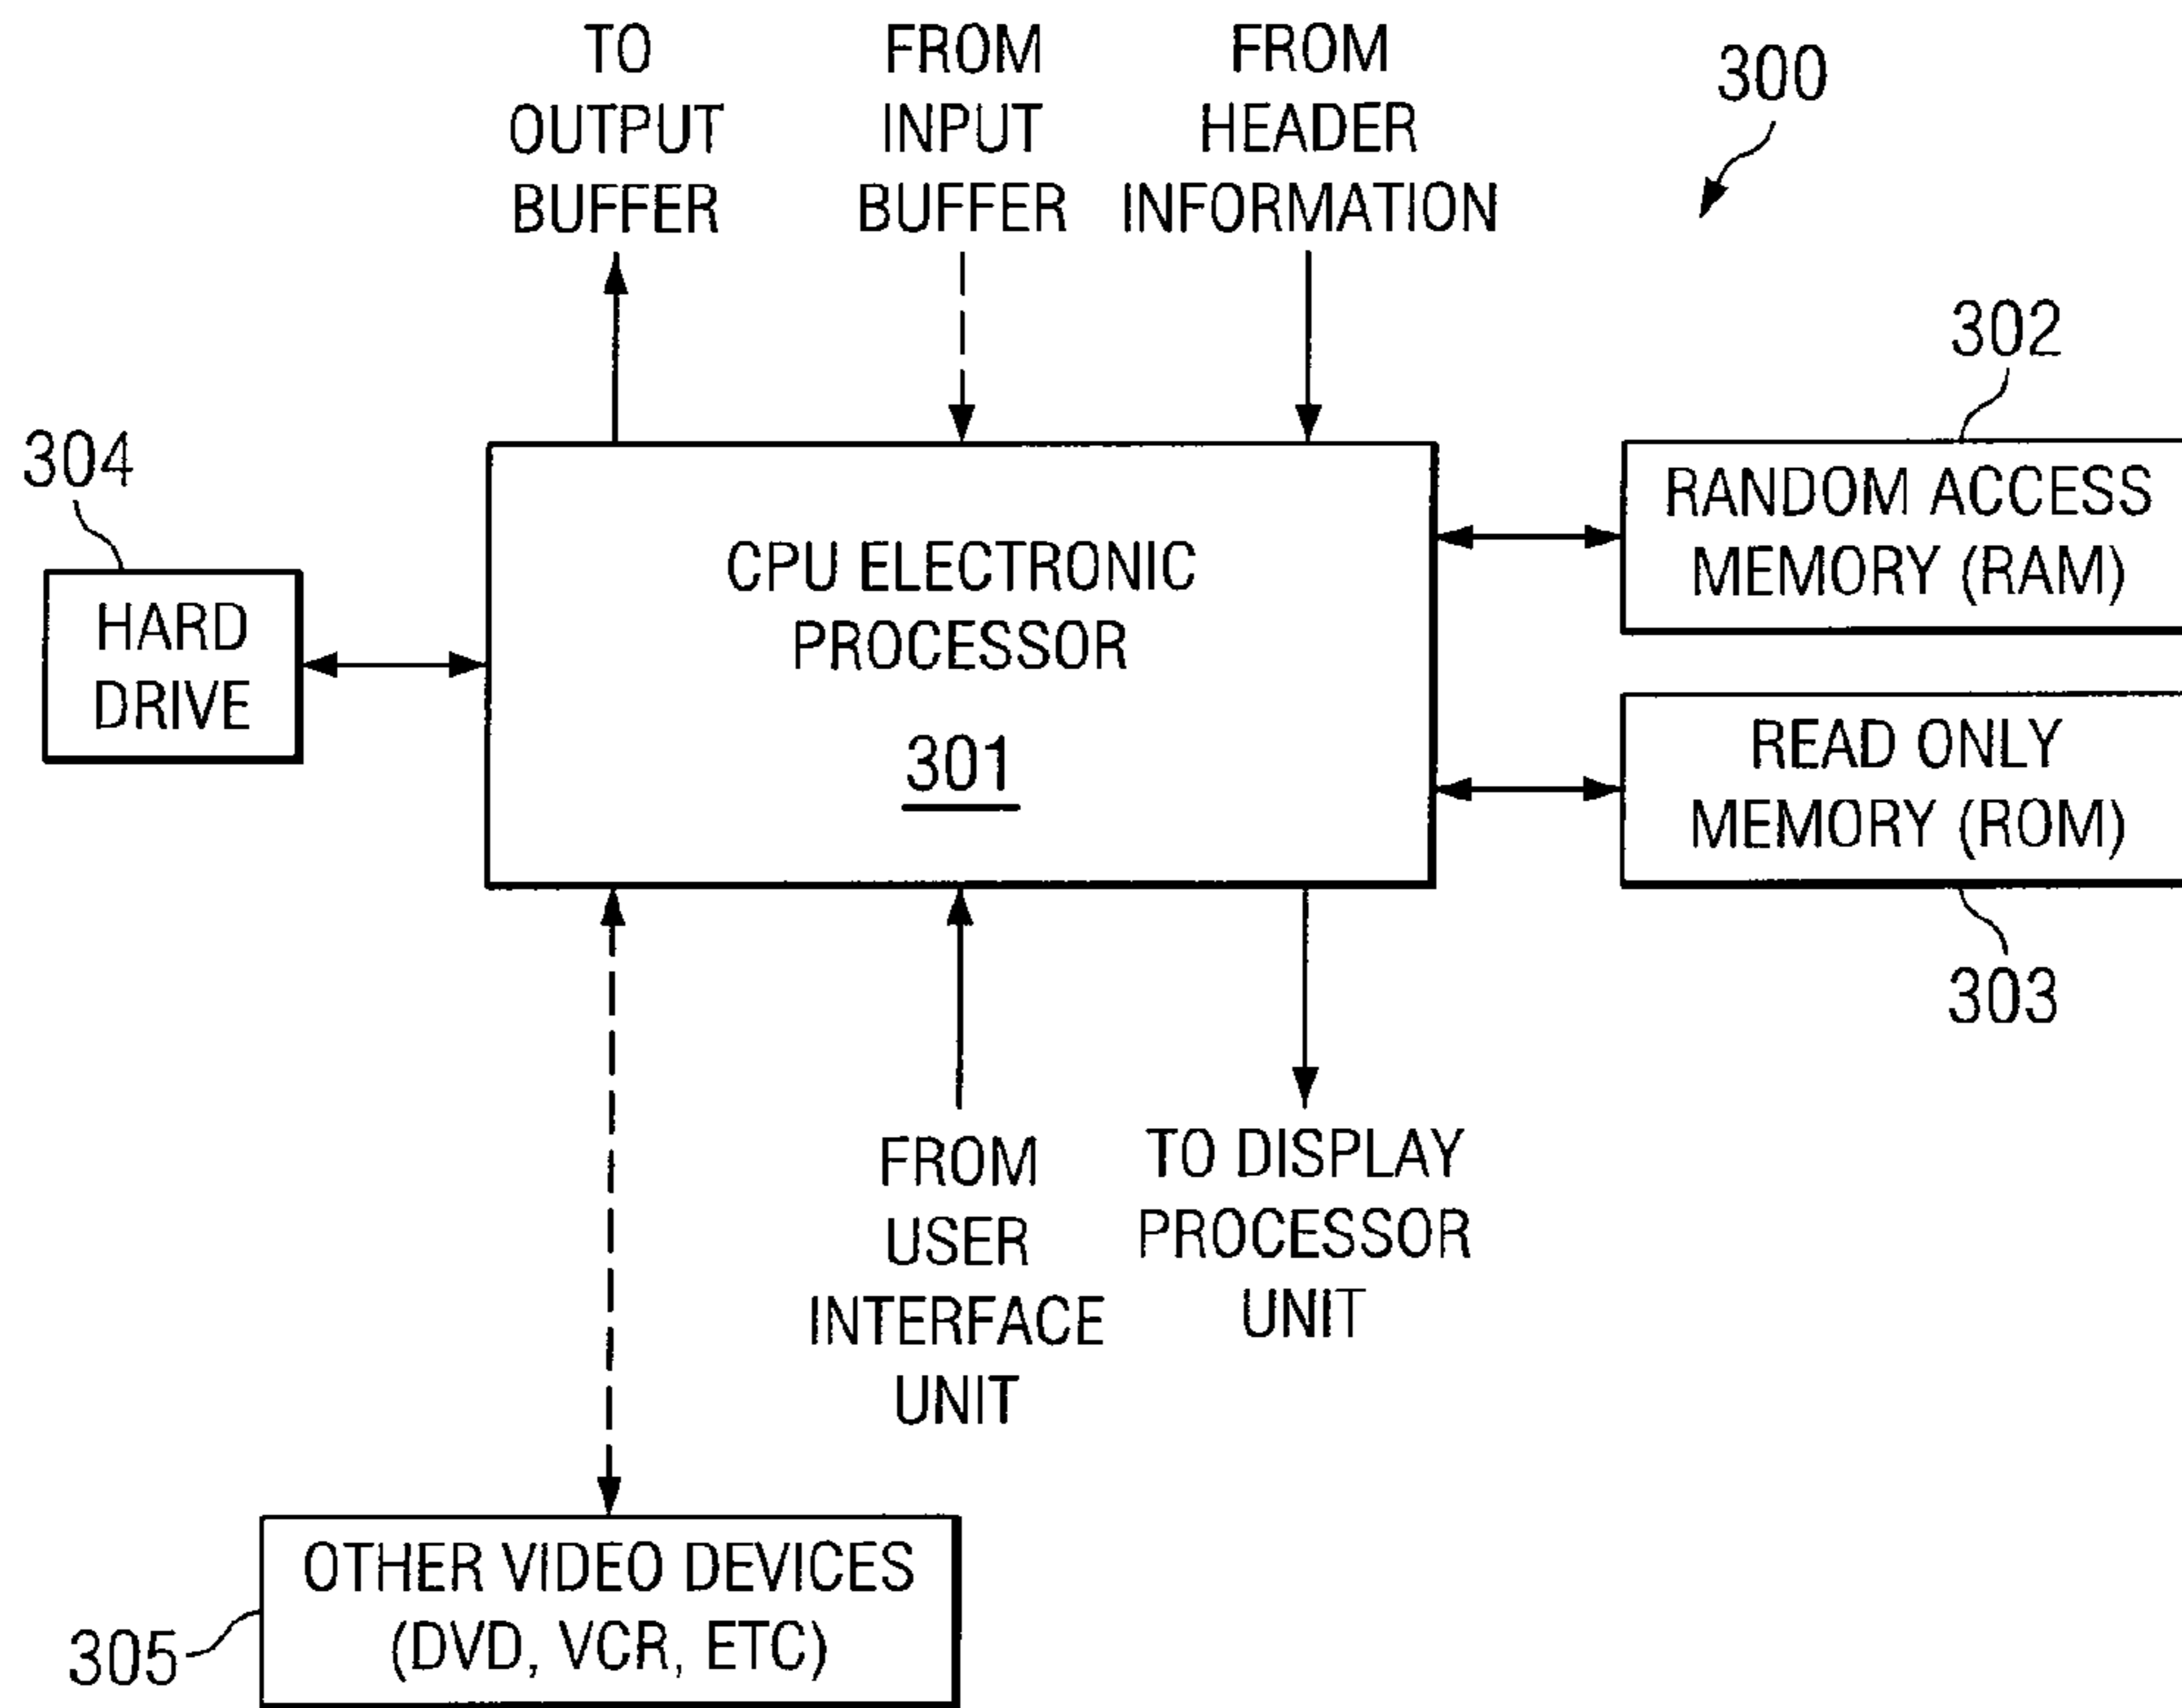 TO
OUTPUT
BUFFER
FROM
INPUT
BUFFER
FROM
HEADER
INFORMATION
300
302
304
RANDOM ACCESS
MEMORY (RAM)
HARD
DRIVE
CPU ELECTRONIC
PROCESSOR
301
READ ONLY
MEMORY (ROM)
303
FROM
USER
INTERFACE
UNIT
TO DISPLAY
PROCESSOR
UNIT
OTHER VIDEO DEVICES
(DVD, VCR, ETC)
305